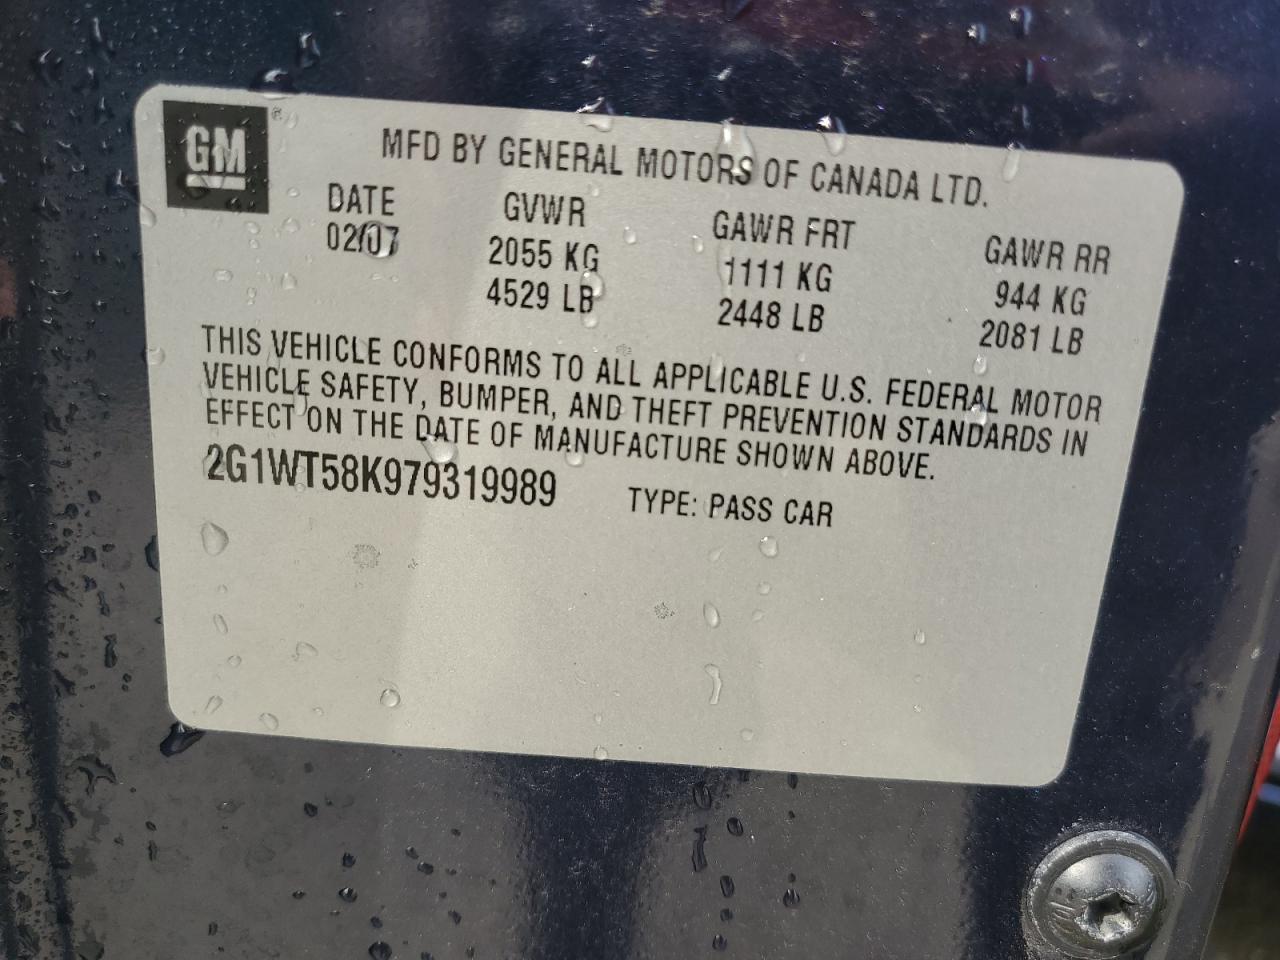 GM ®
MFD BY GENERAL MOTORS OF CANADA LTD.
DATE GVWR GAWR FRT GAWR RR
02/07 2055 KG 1111 KG 944 KG
4529 LB 2448 LB 2081 LB
THIS VEHICLE CONFORMS TO ALL APPLICABLE U.S. FEDERAL MOTOR
VEHICLE SAFETY, BUMPER, AND THEFT PREVENTION STANDARDS IN
EFFECT ON THE DATE OF MANUFACTURE SHOWN ABOVE.
2G1WT58K979319989 TYPE: PASS CAR